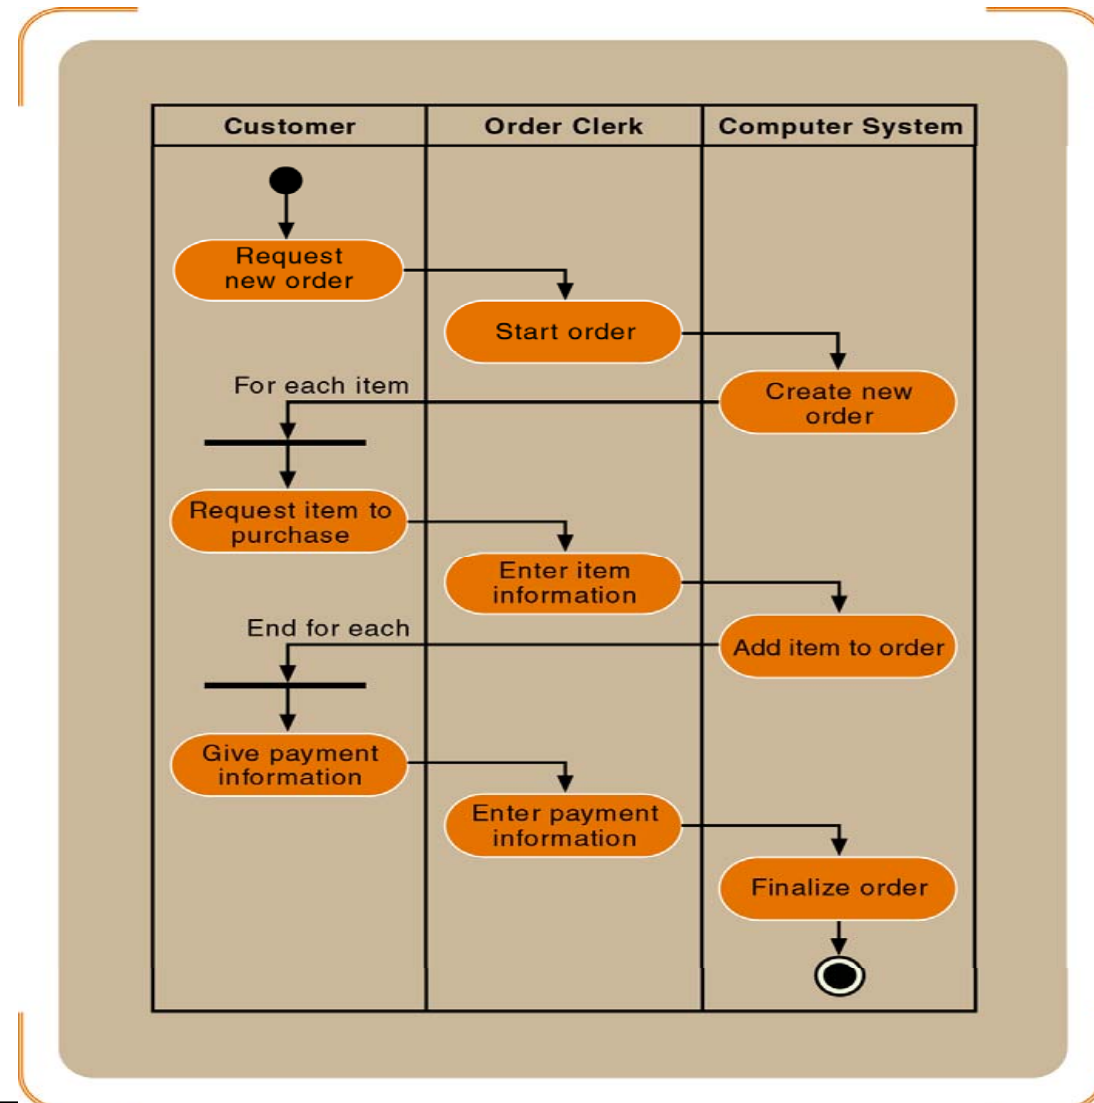 Customer
Order Clerk
Computer System
Request
new order
Start order
Create new
order
For each item
Request item to
purchase
Enter item
information
Add item to order
End for each
Give payment
information
Enter payment
information
Finalize order